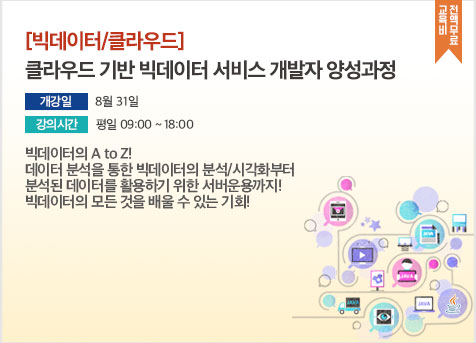 [빅데이터/클라우드]
클라우드 기반 빅데이터 서비스 개발자 양성과정
교육비
전액무료
개강일 8월 31일
강의시간 평일 09:00 ~ 18:00
빅데이터의 A to Z!
데이터 분석을 통한 빅데이터의 분석/시각화부터
분석된 데이터를 활용하기 위한 서버운용까지!
빅데이터의 모든 것을 배울 수 있는 기회!
JAVA
JAVA